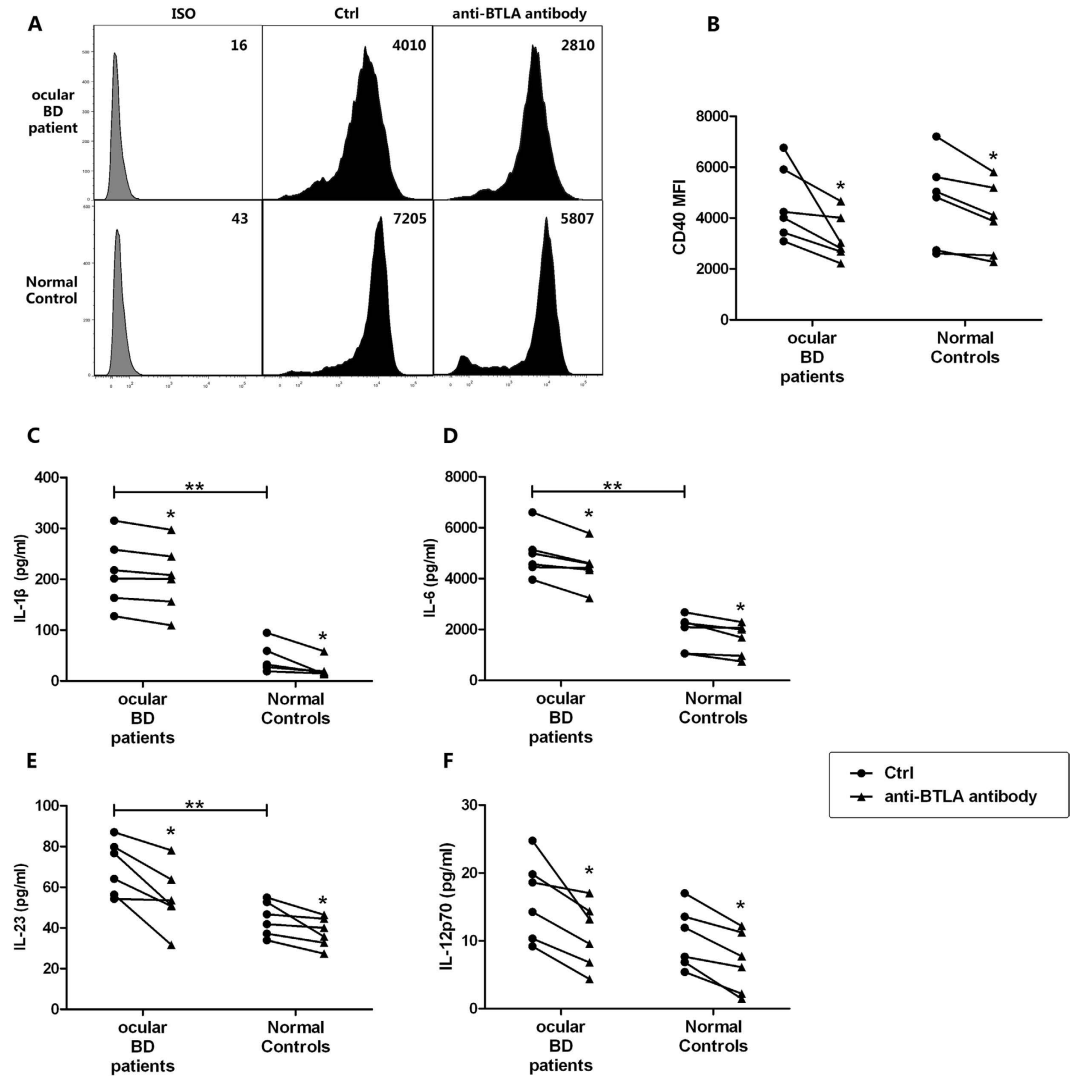 A
ISO
Ctrl
anti-BTLA antibody
ocular
BD
patient
16
4010
2810
Normal
Control
43
7205
5807
B
CD40 MFI
8000
6000
4000
2000
0
*
*
ocular
BD
patients
Normal
Controls
C
IL-1β (pg/ml)
400
300
200
100
0
**
*
*
ocular
BD
patients
Normal
Controls
D
IL-6 (pg/ml)
8000
6000
4000
2000
0
**
*
*
ocular
BD
patients
Normal
Controls
E
IL-23 (pg/ml)
100
80
60
40
20
0
**
*
*
ocular
BD
patients
Normal
Controls
F
IL-12p70 (pg/ml)
30
20
10
0
*
*
ocular
BD
patients
Normal
Controls
Ctrl
anti-BTLA antibody